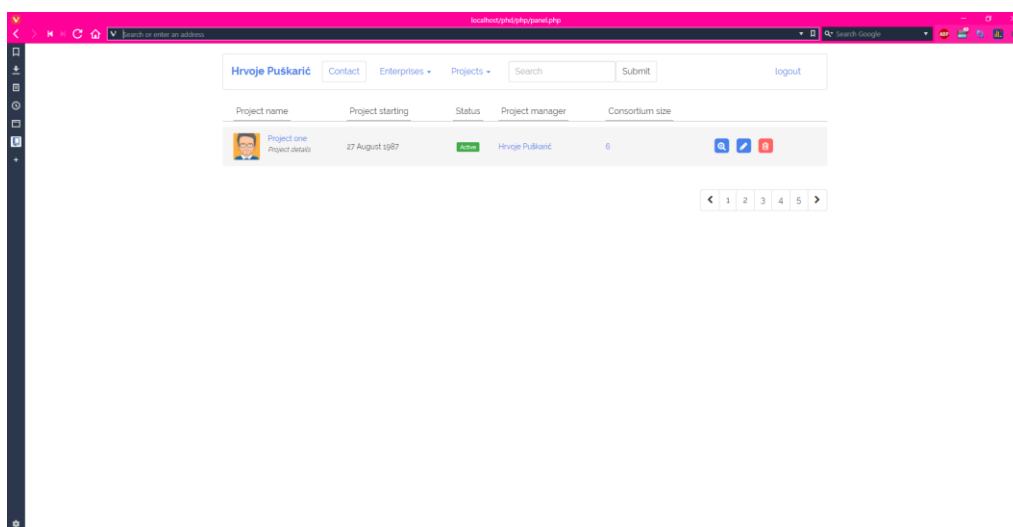 localhost/phd/php/panel.php
Search or enter an address
Search Google
ABP
Hrvoje Puškarić Contact Enterprises Projects Search Submit logout
Project name Project starting Status Project manager Consortium size
Project one
Project details
27 August 1987 Active Hrvoje Puškarić 6
1 2 3 4 5